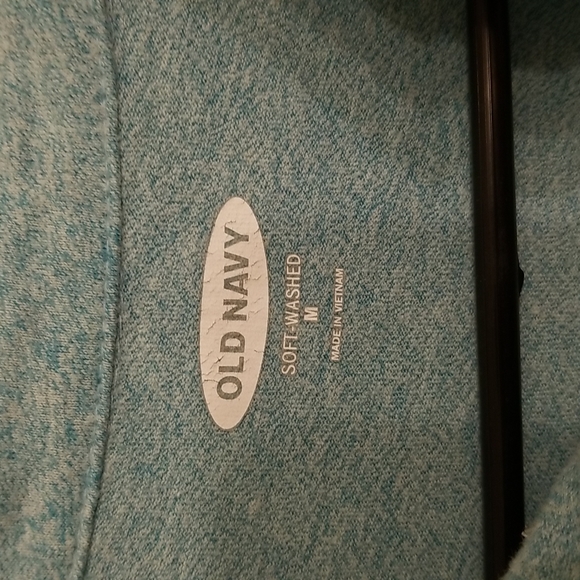 OLD NAVY
SOFT-WASHED
M
MADE IN VIETNAM